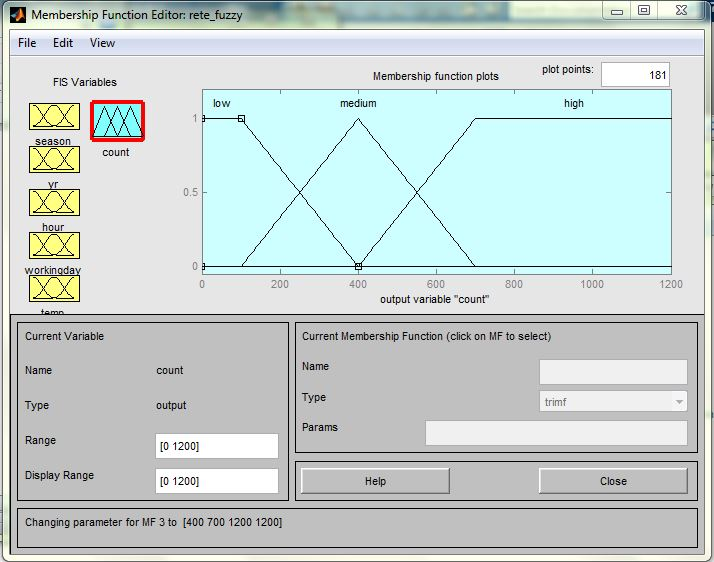 Membership Function Editor: rete_fuzzy
File Edit View
FIS Variables
season
yr
hour
workingday
temp
count
Membership function plots
plot points: 181
low medium high
1
0.5
0
0 200 400 600 800 1000 1200
output variable "count"
Current Variable
Name count
Type output
Range [0 1200]
Display Range [0 1200]
Current Membership Function (click on MF to select)
Name
Type trimf
Params
Help Close
Changing parameter for MF 3 to [400 700 1200 1200]